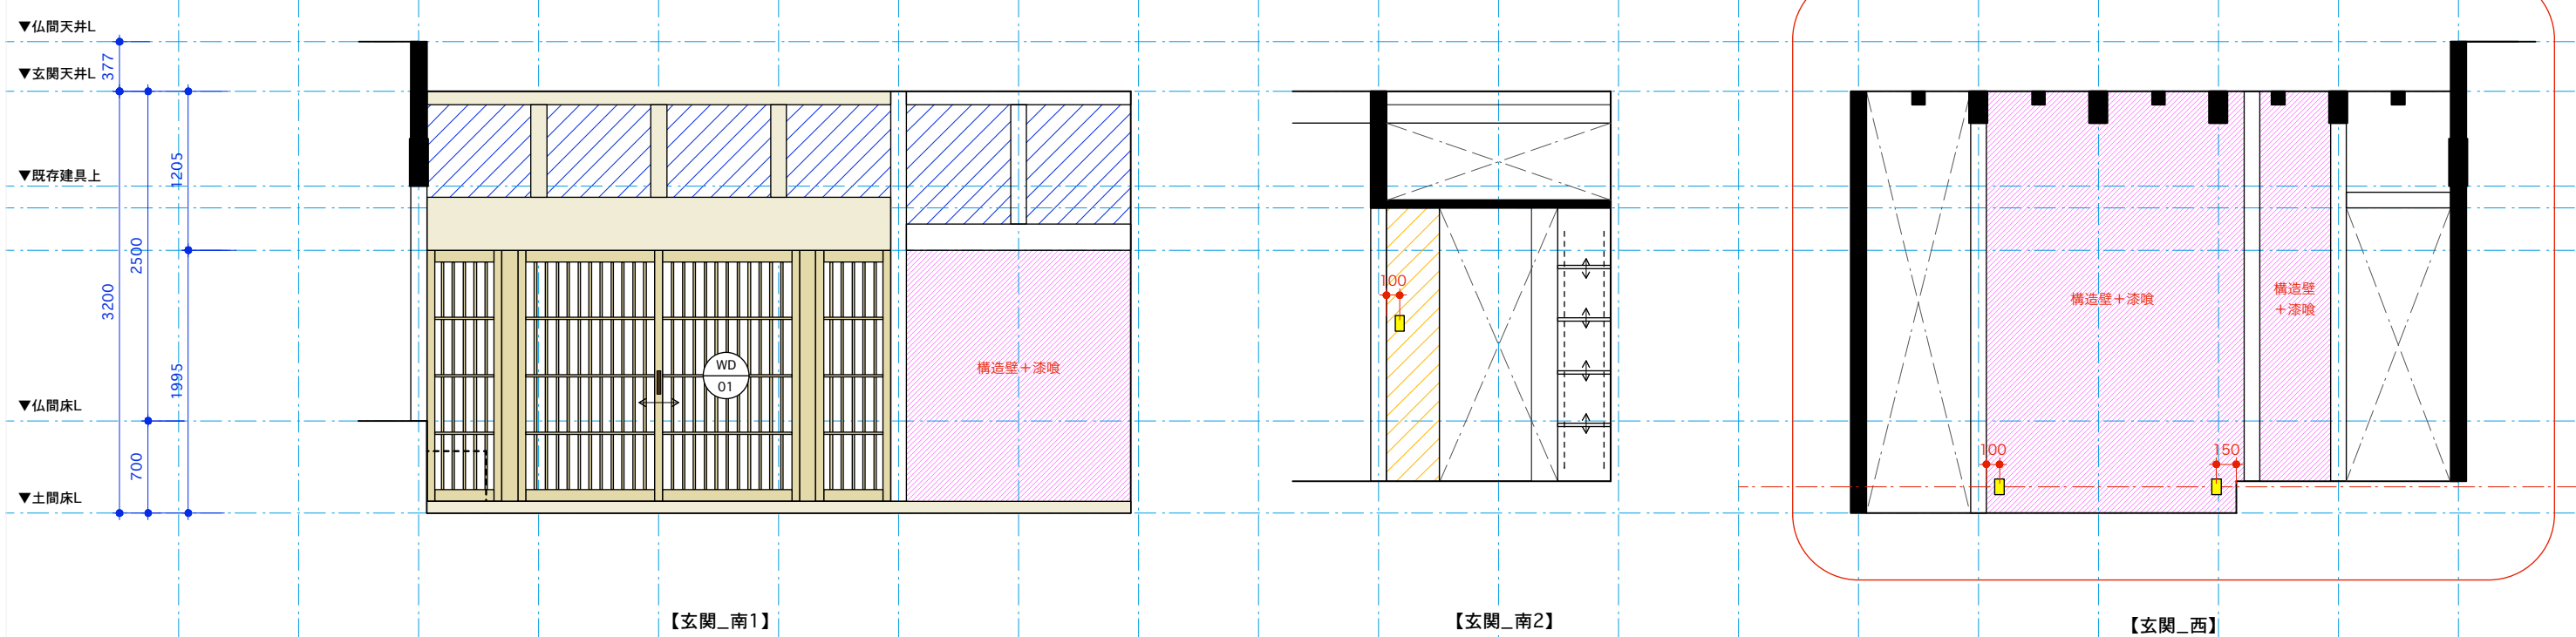 ▼仏間天井L
377
▼玄関天井L
▼既存建具上
1205
2500
3200
1995
▼仏間床L
700
▼土間床L
WD
01
構造壁＋漆喰
【玄関_南1】
100
【玄関_南2】
構造壁＋漆喰
構造壁
＋漆喰
100
150
【玄関_西】